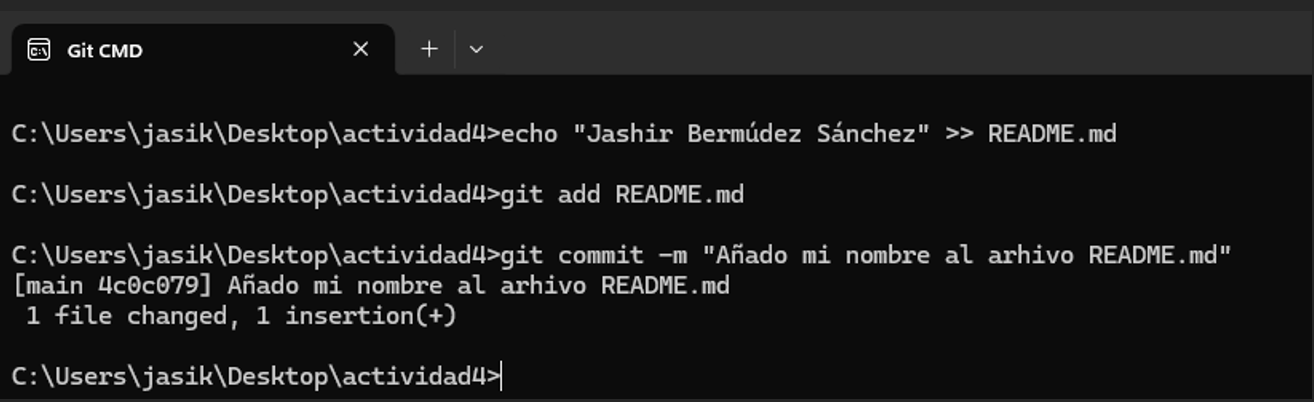 Git CMD
C:\Users\jasik\Desktop\actividad4>echo "Jashir Bermúdez Sánchez" >> README.md
C:\Users\jasik\Desktop\actividad4>git add README.md
C:\Users\jasik\Desktop\actividad4>git commit -m "Añado mi nombre al arhivo README.md"
[main 4c0c079] Añado mi nombre al arhivo README.md
 1 file changed, 1 insertion(+)
C:\Users\jasik\Desktop\actividad4>